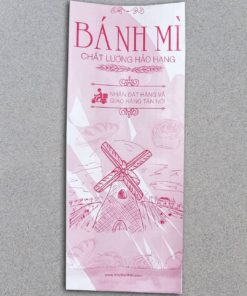 BÁNH MÌ
CHẤT LƯỢNG HẢO HẠNG
NHẬN ĐẶT HÀNG VÀ
GIAO HÀNG TẬN NƠI